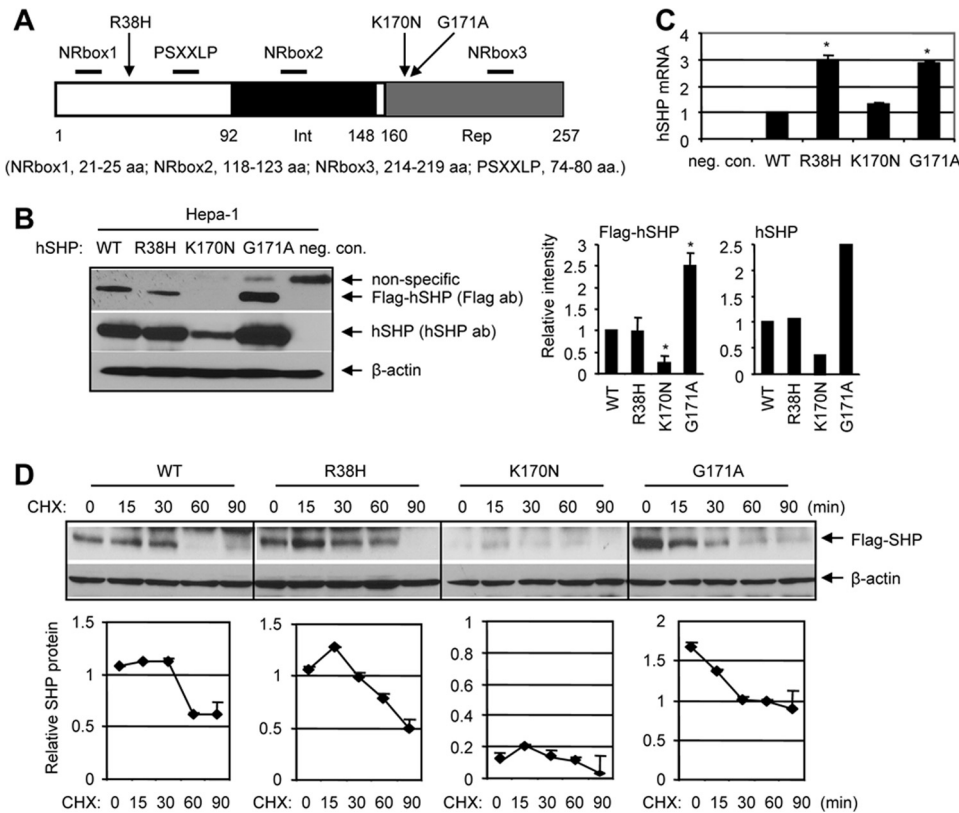 A
R38H
K170N
G171A
NRbox1
PSXXLP
NRbox2
NRbox3
1
92
Int
148
160
Rep
257
(NRbox1, 21-25 aa; NRbox2, 118-123 aa; NRbox3, 214-219 aa; PSXXLP, 74-80 aa.)
C
hSHP mRNA
4
3
2
1
0
*
*
neg. con.
WT
R38H
K170N
G171A
B
Hepa-1
hSHP:
WT
R38H
K170N
G171A
neg. con.
non-specific
Flag-hSHP (Flag ab)
hSHP (hSHP ab)
β-actin
Relative intensity
Flag-hSHP
3
2.5
2
1.5
1
0.5
0
*
*
WT
R38H
K170N
G171A
hSHP
2.5
2
1.5
1
0.5
0
WT
R38H
K170N
G171A
D
WT
R38H
K170N
G171A
CHX: 0 15 30 60 90
0 15 30 60 90
0 15 30 60 90
0 15 30 60 90 (min)
Flag-SHP
β-actin
Relative SHP protein
1.5
1
0.5
0
1.5
1
0.5
0
1
0.8
0.6
0.4
0.2
0
2
1.5
1
0.5
0
CHX: 0 15 30 60 90
CHX: 0 15 30 60 90
CHX: 0 15 30 60 90
CHX: 0 15 30 60 90 (min)